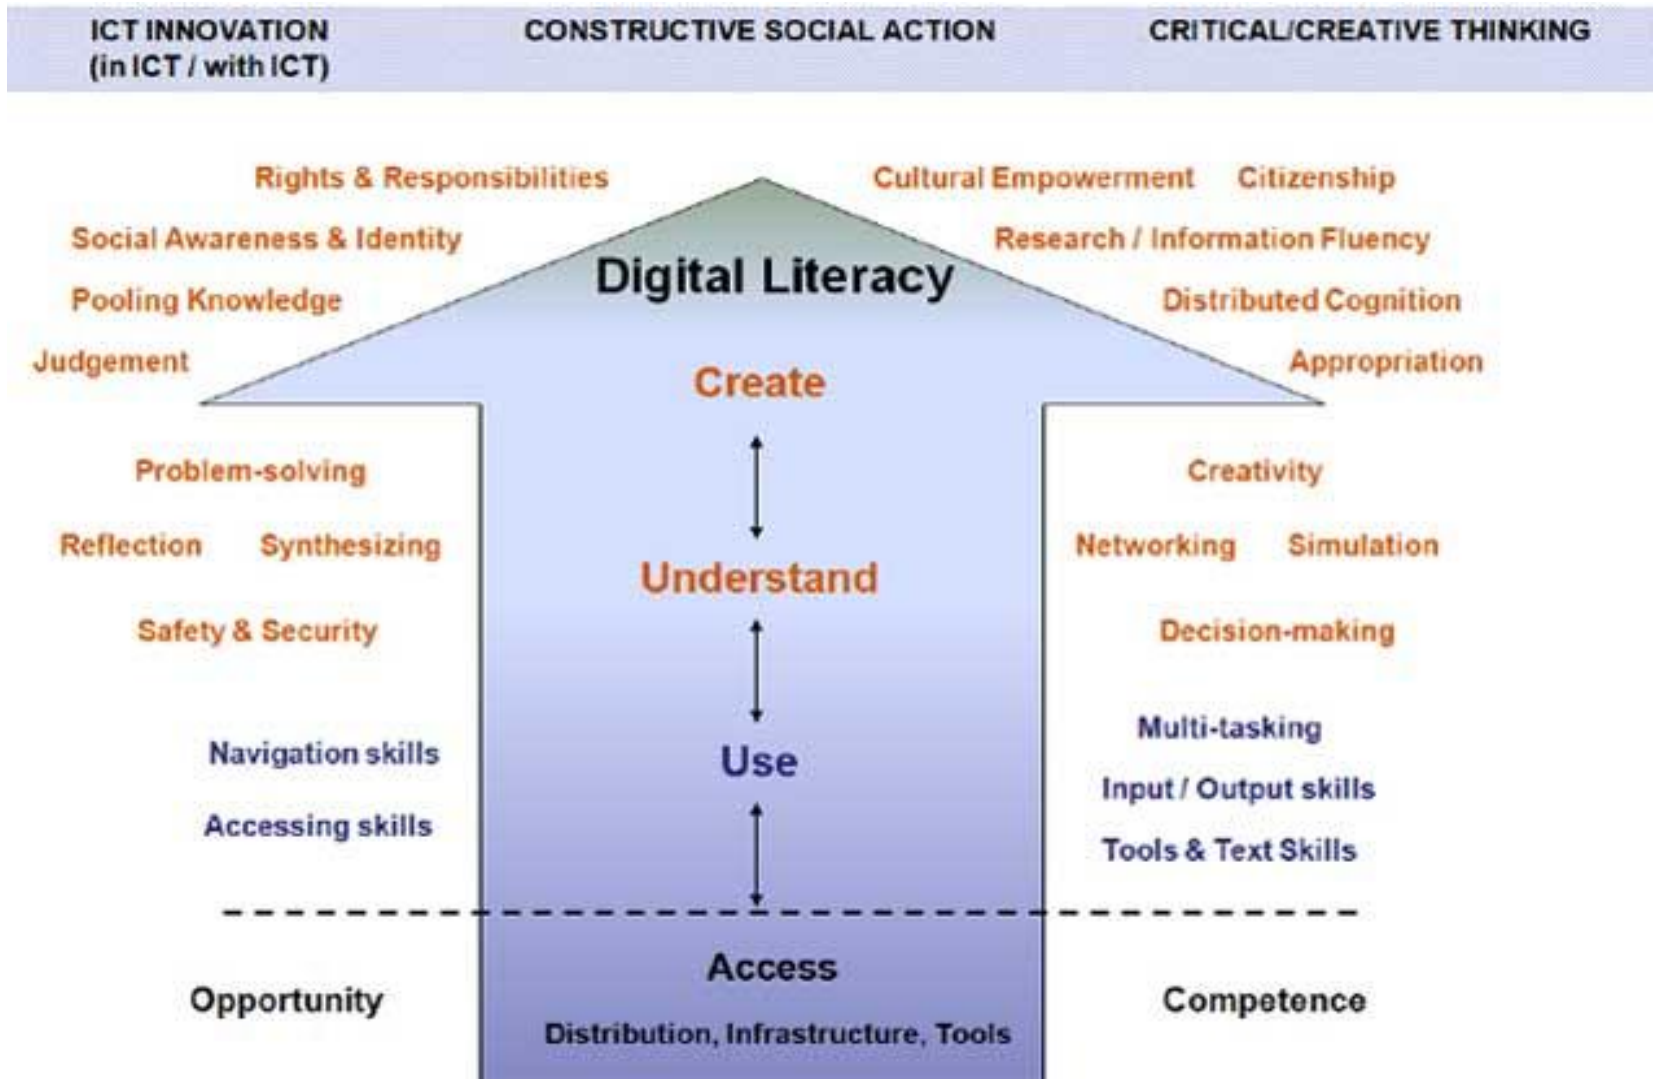 ICT INNOVATION
(in ICT / with ICT)
CONSTRUCTIVE SOCIAL ACTION
CRITICAL/CREATIVE THINKING
Rights & Responsibilities
Cultural Empowerment
Citizenship
Social Awareness & Identity
Research / Information Fluency
Digital Literacy
Pooling Knowledge
Distributed Cognition
Judgement
Appropriation
Create
Problem-solving
Creativity
Reflection
Synthesizing
Networking
Simulation
Understand
Safety & Security
Decision-making
Multi-tasking
Navigation skills
Use
Input / Output skills
Accessing skills
Tools & Text Skills
Access
Opportunity
Competence
Distribution, Infrastructure, Tools